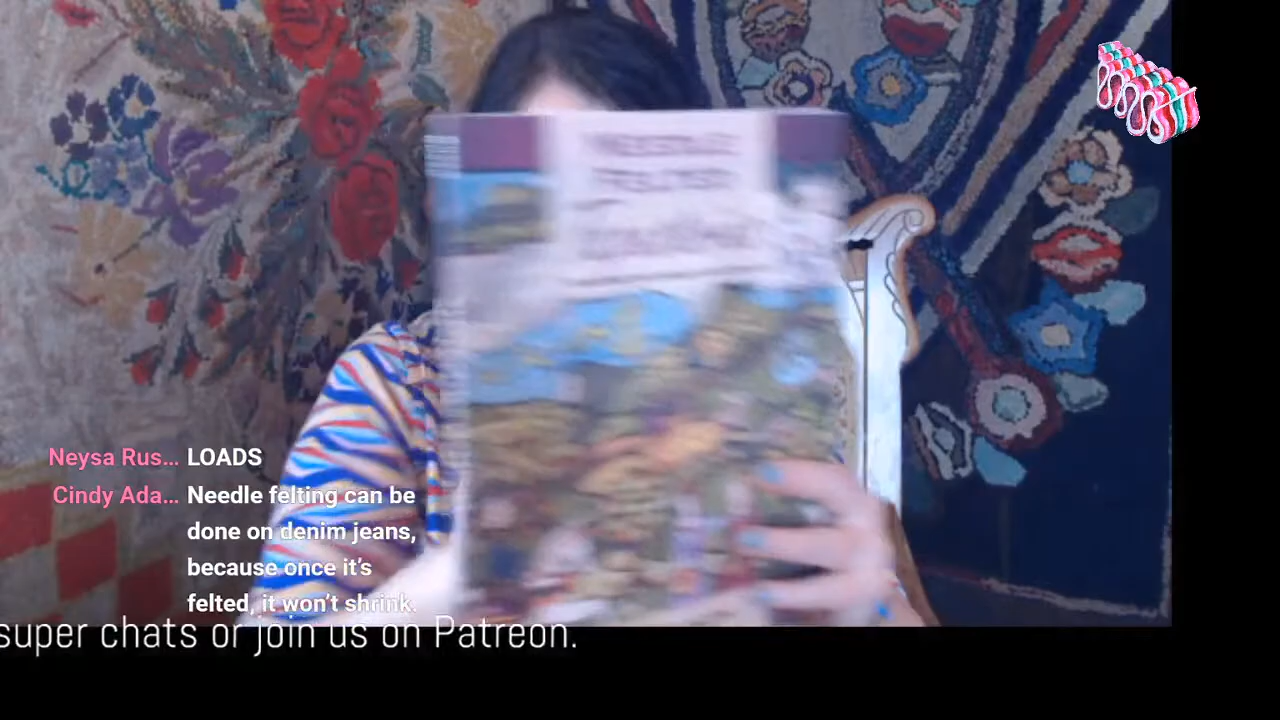 Neysa Rus… LOADS
Cindy Ada… Needle felting can be
done on denim jeans,
because once it's
felted, it won't shrink.
super chats or join us on Patreon.